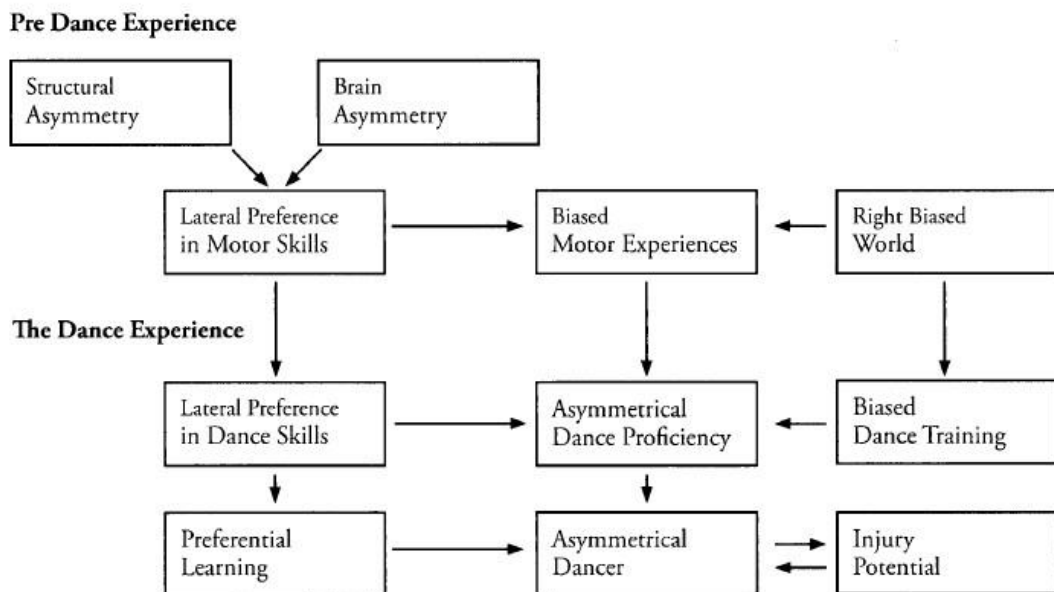 Pre Dance Experience
Structural
Asymmetry
Brain
Asymmetry
Lateral Preference
in Motor Skills
Biased
Motor Experiences
Right Biased
World
The Dance Experience
Lateral Preference
in Dance Skills
Asymmetrical
Dance Proficiency
Biased
Dance Training
Preferential
Learning
Asymmetrical
Dancer
Injury
Potential